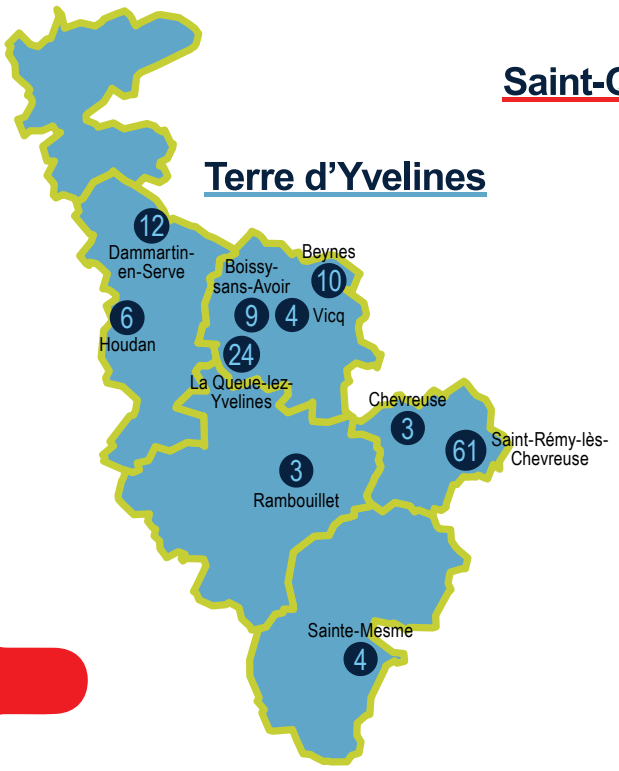 Saint-
Terre d’Yvelines
12
Dammartin-
en-Serve
6
Houdan
Boissy-
sans-Avoir
9
Beynes
10
4 Vicq
24
La Queue-lez-
Yvelines
Chevreuse
3
61
Saint-Rémy-lès-
Chevreuse
3
Rambouillet
Sainte-Mesme
4